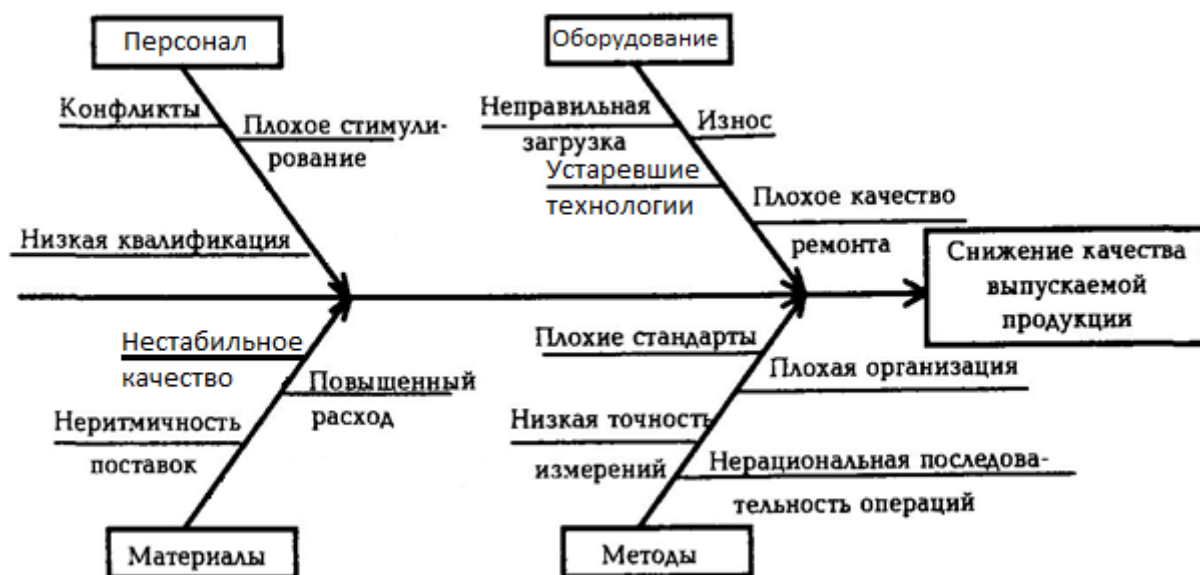 Персонал
Оборудование
Конфликты
Плохое стимули-
рование
Низкая квалификация
Неправильная
загрузка
Износ
Устаревшие
технологии
Плохое качество
ремонта
Снижение качества
выпускаемой
продукции
Нестабильное
качество
Повышенный
расход
Неритмичность
поставок
Плохие стандарты
Плохая организация
Низкая точность
измерений
Нерациональная последова-
тельность операций
Материалы
Методы